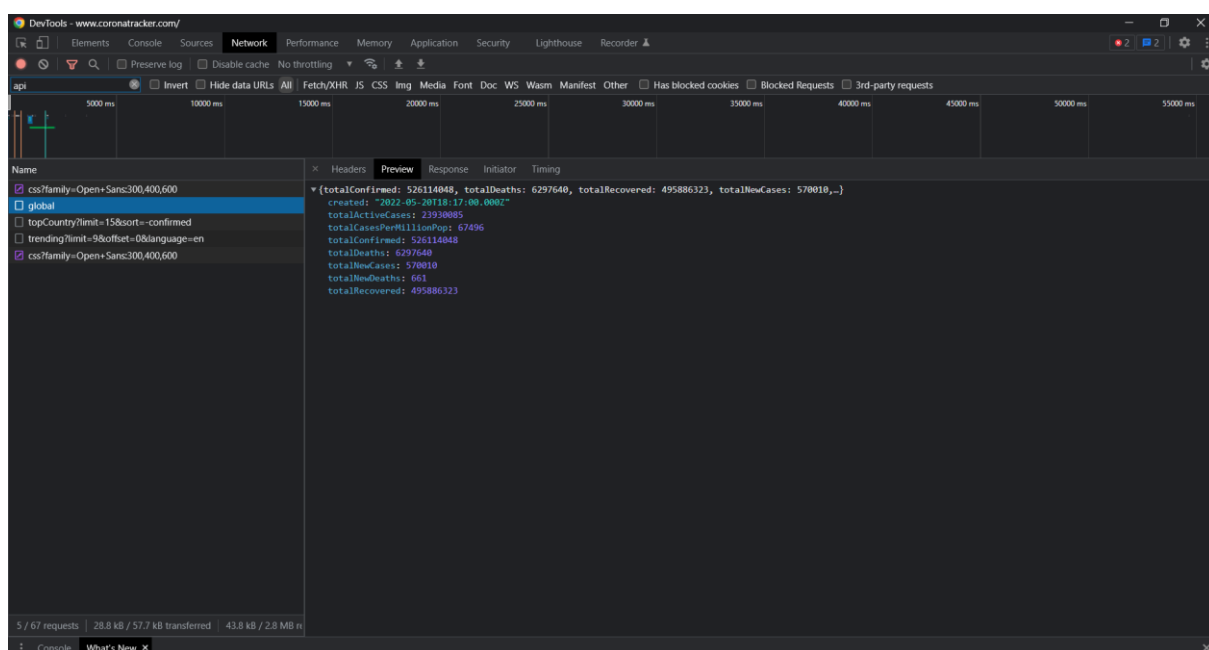 DevTools - www.coronatracker.com/
Elements Console Sources Network Performance Memory Application Security Lighthouse Recorder 2 2
Preserve log Disable cache No throttling
api Invert Hide data URLs All Fetch/XHR JS CSS Img Media Font Doc WS Wasm Manifest Other Has blocked cookies Blocked Requests 3rd-party requests
5000 ms 10000 ms 15000 ms 20000 ms 25000 ms 30000 ms 35000 ms 40000 ms 45000 ms 50000 ms 55000 ms
Name
css?family=Open+Sans:300,400,600
global
topCountry?limit=15&sort=-confirmed
trending?limit=9&offset=0&language=en
css?family=Open+Sans:300,400,600
× Headers Preview Response Initiator Timing
▼{totalConfirmed: 526114048, totalDeaths: 6297640, totalRecovered: 495886323, totalNewCases: 570010,…}
created: "2022-05-20T18:17:00.000Z"
totalActiveCases: 23930085
totalCasesPerMillionPop: 67496
totalConfirmed: 526114048
totalDeaths: 6297640
totalNewCases: 570010
totalNewDeaths: 661
totalRecovered: 495886323
5 / 67 requests 28.8 kB / 57.7 kB transferred 43.8 kB / 2.8 MB
Console What's New ×